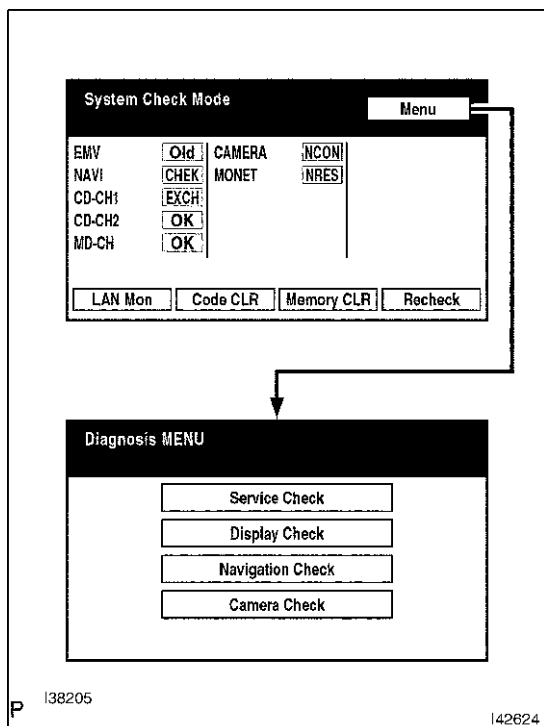 System Check Mode
Menu
EMV Old CAMERA NCON
NAVI CHEK MONET NRES
CD-CH1 EXCH
CD-CH2 OK
MD-CH OK
LAN Mon Code CLR Memory CLR Recheck
Diagnosis MENU
Service Check
Display Check
Navigation Check
Camera Check
P I38205
I42624